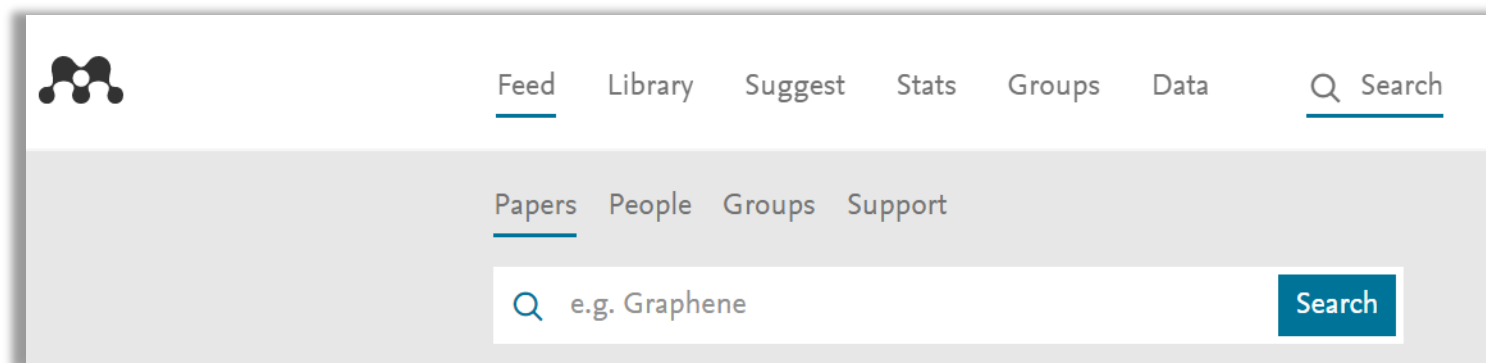 Feed Library Suggest Stats Groups Data Search
Papers People Groups Support
e.g. Graphene Search